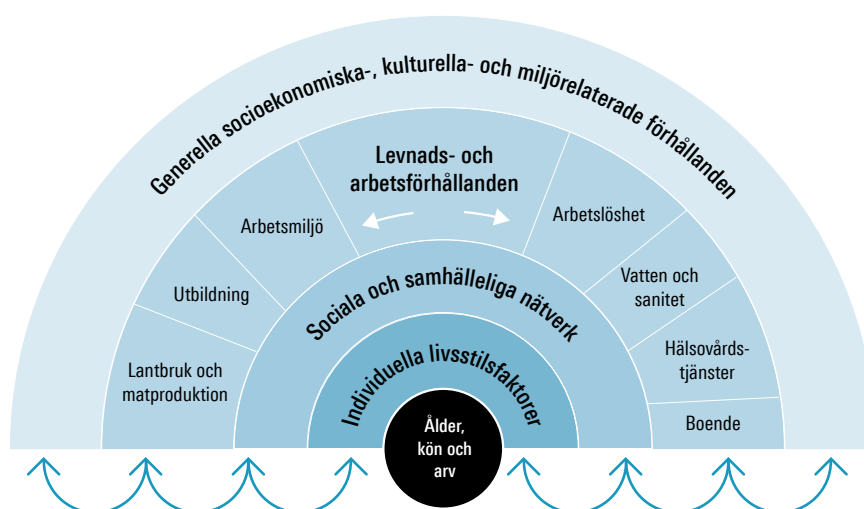 Generella socioekonomiska-, kulturella- och miljörelaterade förhållanden
Levnads- och
arbetsförhållanden
Arbetsmiljö
Arbetslöshet
Utbildning
Vatten och
sanitet
Lantbruk och
matproduktion
Hälsovårds-
tjänster
Boende
Sociala och samhälleliga nätverk
Individuella livsstilsfaktorer
Ålder,
kön och
arv